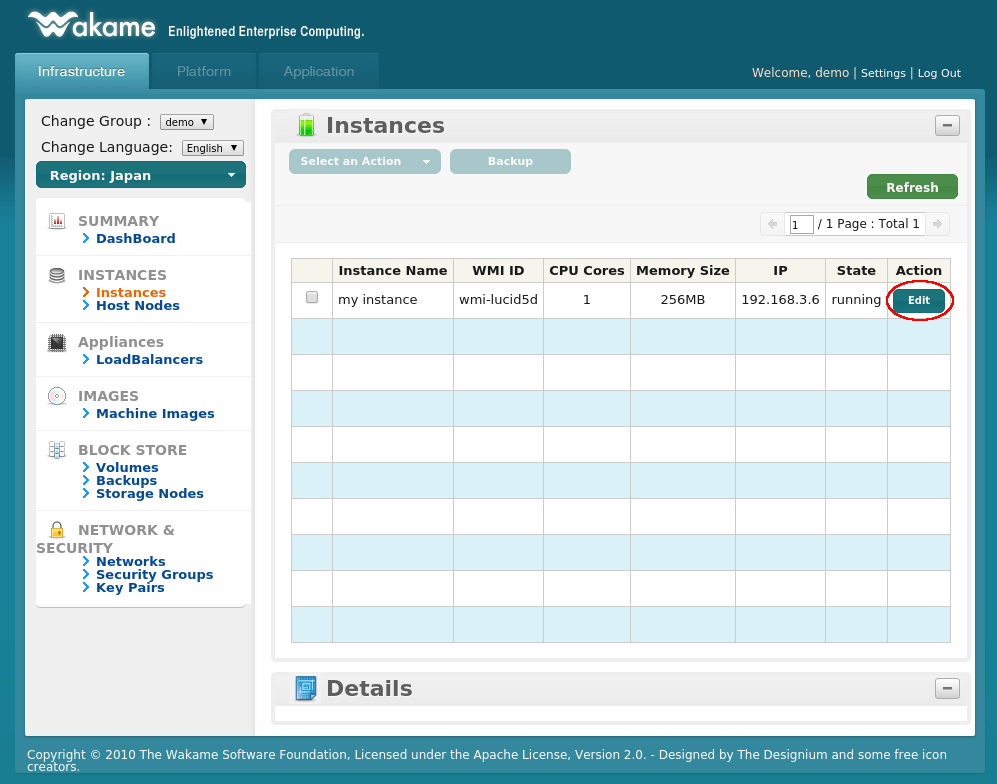 Wakame Enlightened Enterprise Computing.
Infrastructure Platform Application
Welcome, demo | Settings | Log Out
Change Group : demo
Change Language: English
Region: Japan
SUMMARY
DashBoard
INSTANCES
Instances
Host Nodes
Appliances
LoadBalancers
IMAGES
Machine Images
BLOCK STORE
Volumes
Backups
Storage Nodes
NETWORK &
SECURITY
Networks
Security Groups
Key Pairs
Instances
Select an Action Backup
Refresh
1 / 1 Page : Total 1
Instance Name WMI ID CPU Cores Memory Size IP State Action
my instance wmi-lucid5d 1 256MB 192.168.3.6 running Edit
Details
Copyright © 2010 The Wakame Software Foundation, Licensed under the Apache License, Version 2.0. - Designed by The Designium and some free icon
creators.